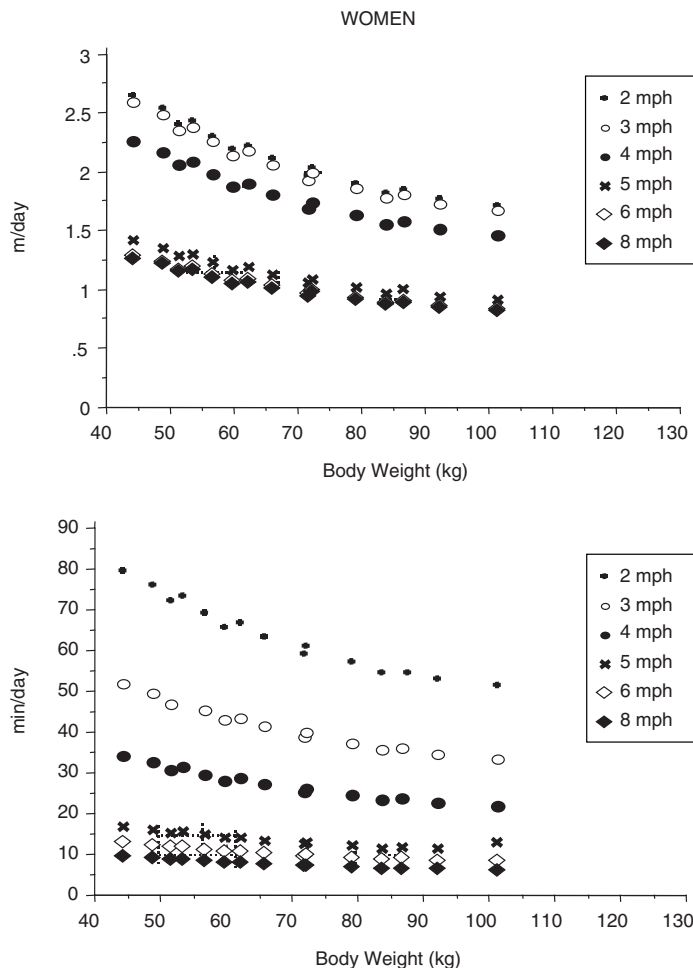 WOMEN
3
2.5
2
1.5
1
.5
0
m/day
40 50 60 70 80 90 100 110 120 130
Body Weight (kg)
2 mph
3 mph
4 mph
5 mph
6 mph
8 mph
90
80
70
60
50
40
30
20
10
0
min/day
40 50 60 70 80 90 100 110 120 130
Body Weight (kg)
2 mph
3 mph
4 mph
5 mph
6 mph
8 mph